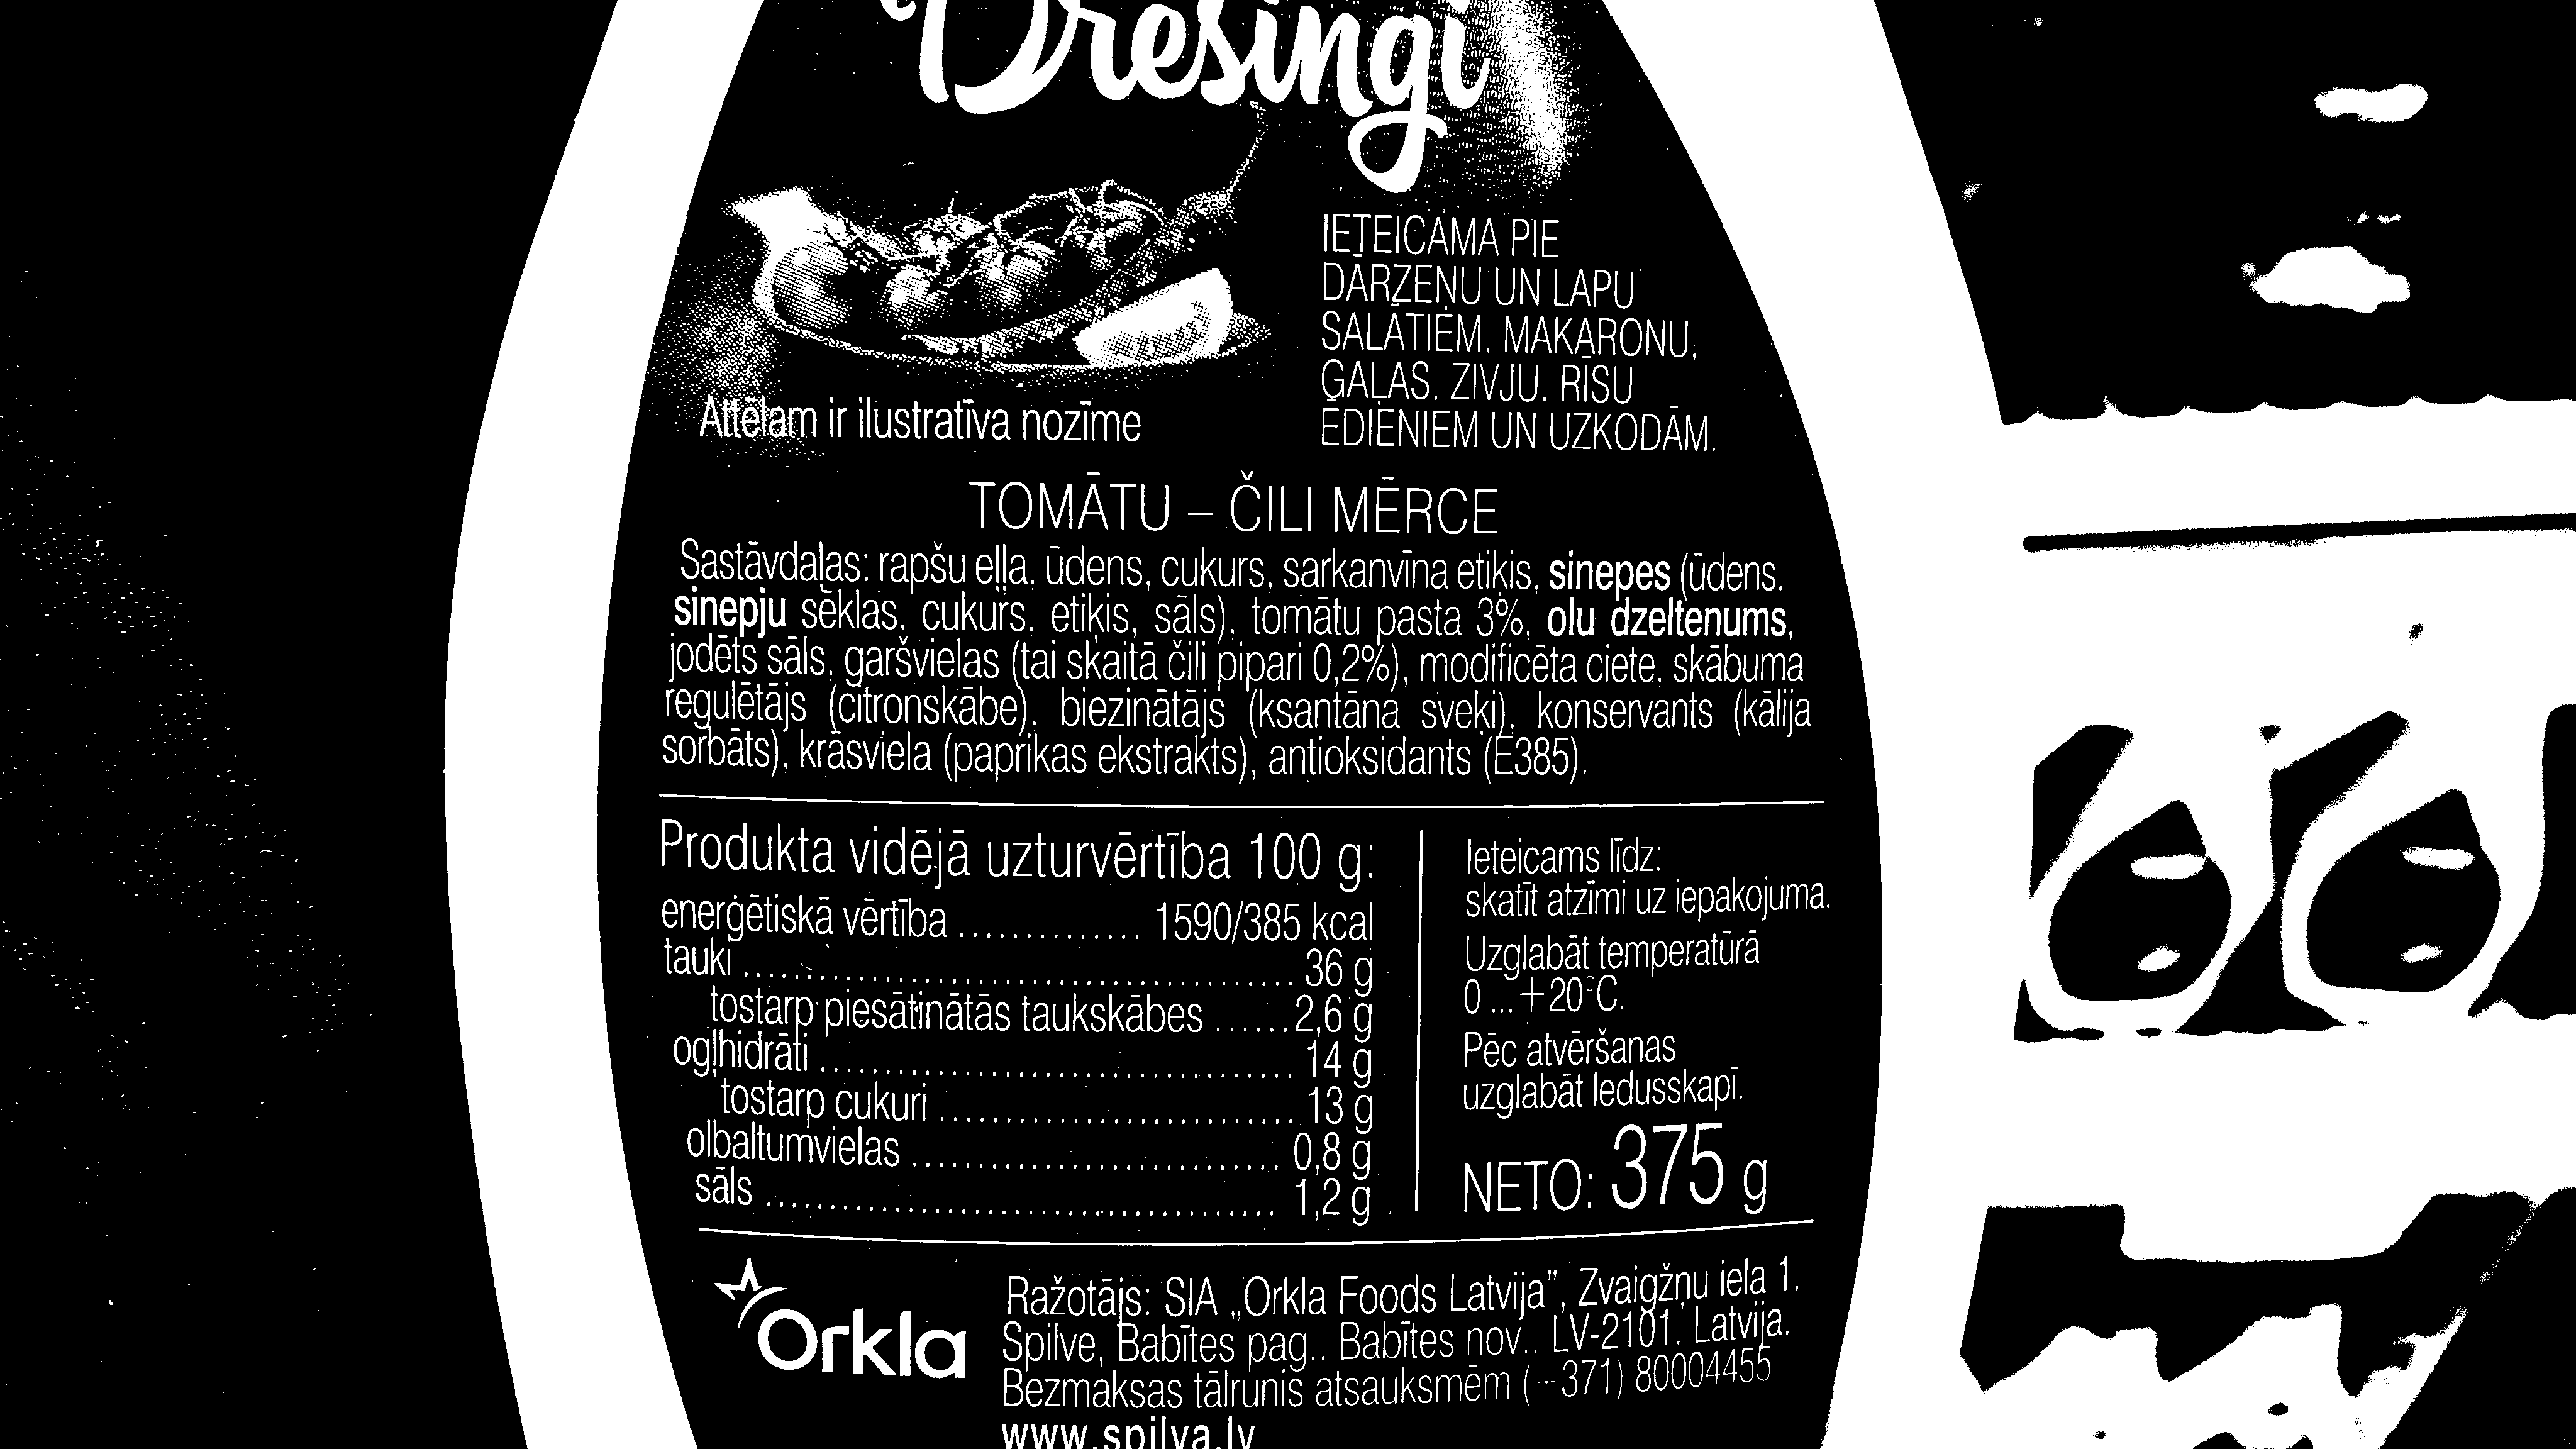 Dresingi
IETEICAMA PIE
DĀRZEŅU UN LAPU
SALĀTIEM, MAKARONU,
GAĻAS, ZIVJU, RĪSU
ĒDIENIEM UN UZKODĀM.
Attēlam ir ilustratīva nozīme
TOMĀTU – ČILI MĒRCE
Sastāvdaļas: rapšu eļļa, ūdens, cukurs, sarkanvīna etiķis, sinepes (ūdens,
sinepju sēklas, cukurs, etiķis, sāls), tomātu pasta 3%, olu dzeltenums,
jodēts sāls, garšvielas (tai skaitā čili pipari 0,2%), modificēta ciete, skābuma
regulētājs (citronskābe), biezinātājs (ksantāna sveķi), konservants (kālija
sorbāts), krāsviela (paprikas ekstrakts), antioksidants (E385).
Produkta vidējā uzturvērtība 100 g:
enerģētiskā vērtība .............. 1590/385 kcal
tauki ........................................ 36 g
tostarp piesātinātās taukskābes ...... 2,6 g
ogļhidrāti .................................. 14 g
tostarp cukuri ............................ 13 g
olbaltumvielas ............................ 0,8 g
sāls ........................................ 1,2 g
Ieteicams līdz:
skatīt atzīmi uz iepakojuma.
Uzglabāt temperatūrā
0 ... +20°C.
Pēc atvēršanas
uzglabāt ledusskapī.
NETO: 375 g
Orkla
Ražotājs: SIA „Orkla Foods Latvija”, Zvaigžņu iela 1,
Spilve, Babītes pag., Babītes nov., LV-2101, Latvija.
Bezmaksas tālrunis atsauksmēm (+371) 80004455
www.spilva.lv